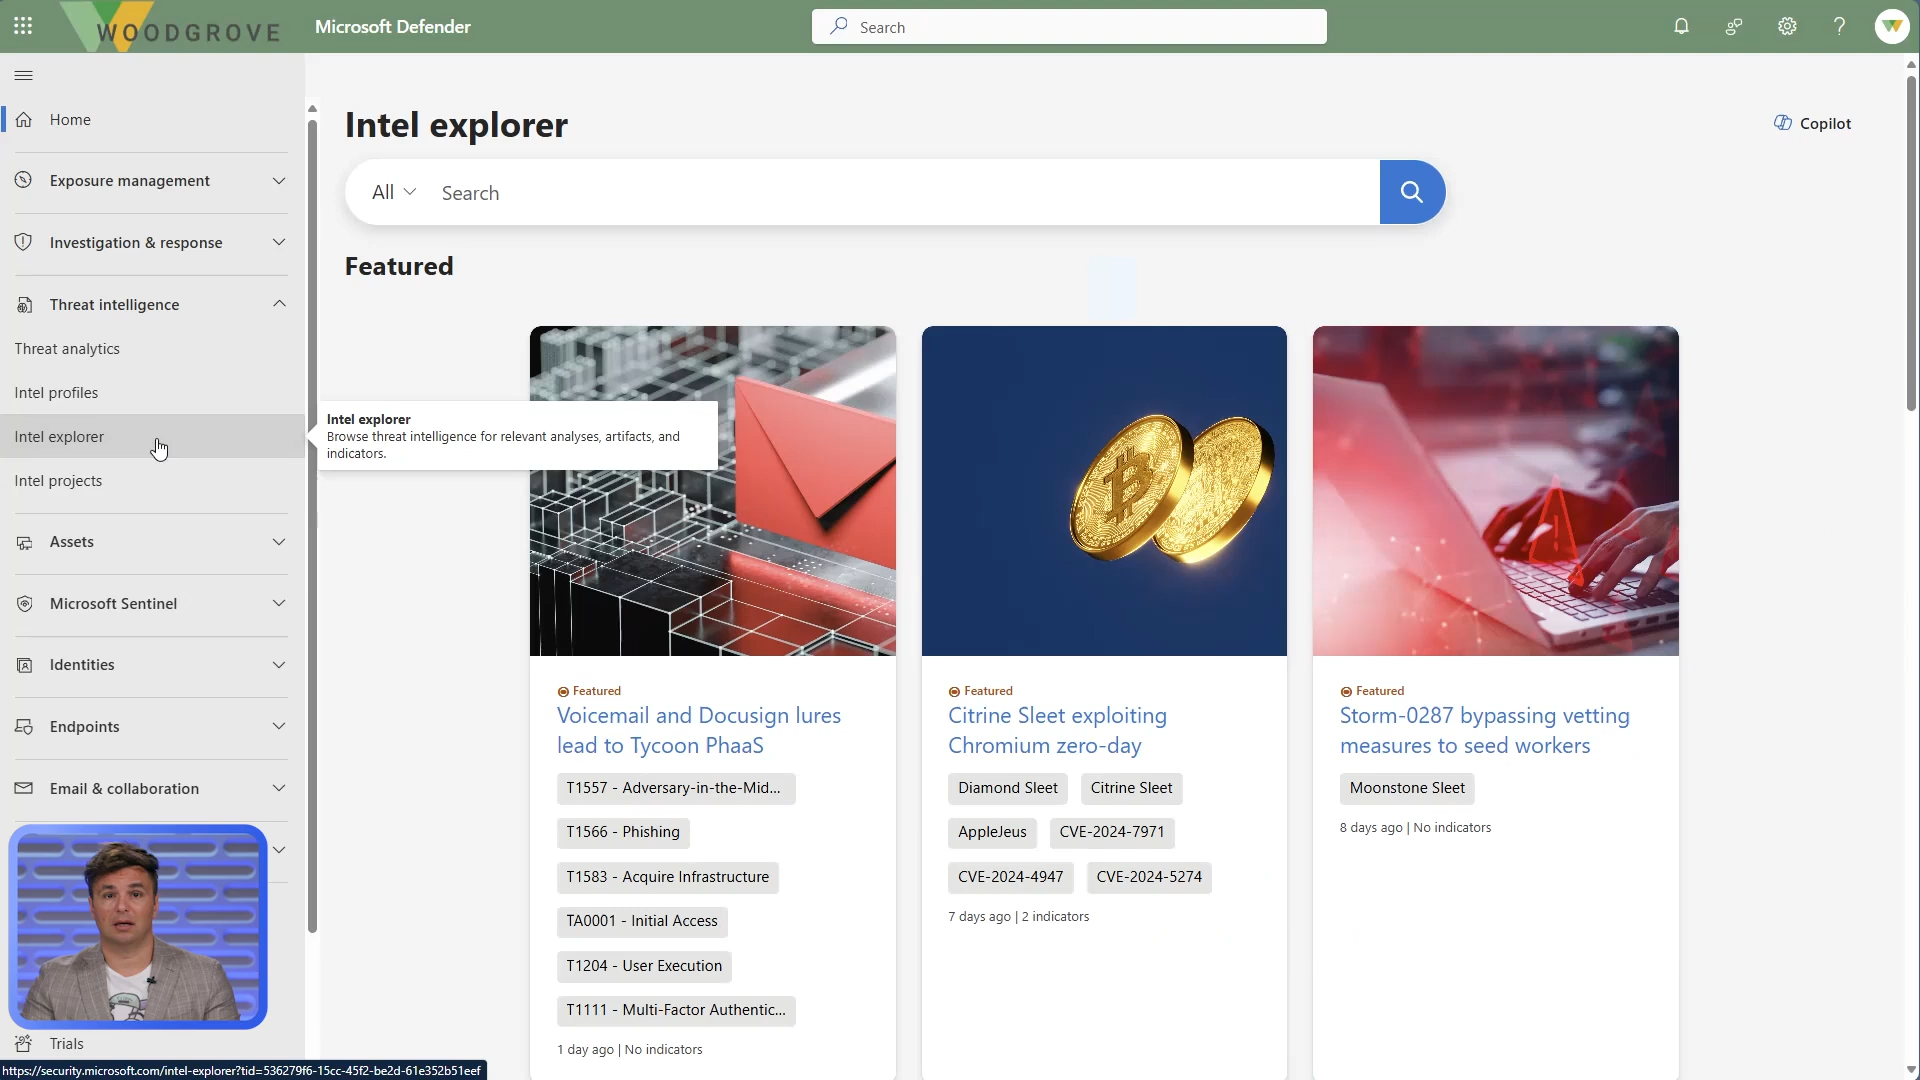 WOODGROVE
Microsoft Defender
Search
Home
Exposure management
Investigation & response
Threat intelligence
Threat analytics
Intel profiles
Intel explorer
Intel projects
Assets
Microsoft Sentinel
Identities
Endpoints
Email & collaboration
Trials
https://security.microsoft.com/intel-explorer?tid=536279f6-15cc-45f2-be2d-61e352b51eef
Intel explorer
Copilot
All
Search
Featured
Intel explorer
Browse threat intelligence for relevant analyses, artifacts, and
indicators.
Featured
Voicemail and Docusign lures
lead to Tycoon PhaaS
T1557 - Adversary-in-the-Mid...
T1566 - Phishing
T1583 - Acquire Infrastructure
TA0001 - Initial Access
T1204 - User Execution
T1111 - Multi-Factor Authentic...
1 day ago | No indicators
Featured
Citrine Sleet exploiting
Chromium zero-day
Diamond Sleet
Citrine Sleet
AppleJeus
CVE-2024-7971
CVE-2024-4947
CVE-2024-5274
7 days ago | 2 indicators
Featured
Storm-0287 bypassing vetting
measures to seed workers
Moonstone Sleet
8 days ago | No indicators